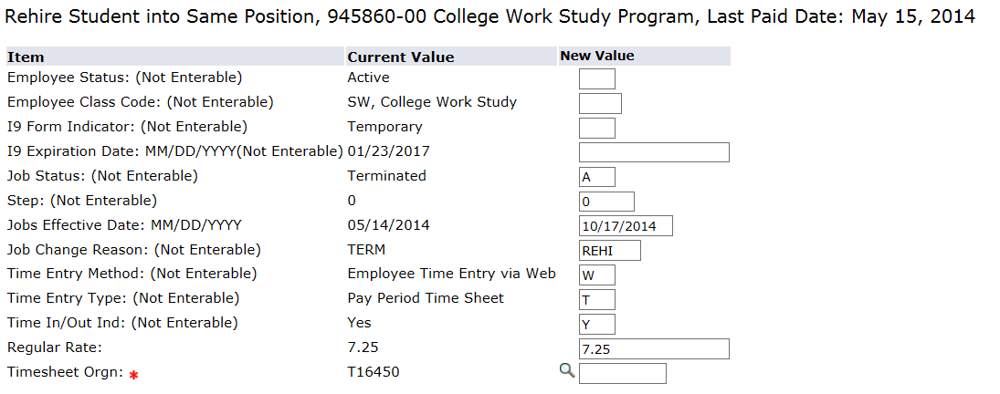 Rehire Student into Same Position, 945860-00 College Work Study Program, Last Paid Date: May 15, 2014
Item Current Value New Value
Employee Status: (Not Enterable) Active
Employee Class Code: (Not Enterable) SW, College Work Study
I9 Form Indicator: (Not Enterable) Temporary
I9 Expiration Date: MM/DD/YYYY(Not Enterable) 01/23/2017
Job Status: (Not Enterable) Terminated A
Step: (Not Enterable) 0 0
Jobs Effective Date: MM/DD/YYYY 05/14/2014 10/17/2014
Job Change Reason: (Not Enterable) TERM REHI
Time Entry Method: (Not Enterable) Employee Time Entry via Web W
Time Entry Type: (Not Enterable) Pay Period Time Sheet T
Time In/Out Ind: (Not Enterable) Yes Y
Regular Rate: 7.25 7.25
Timesheet Orgn: * T16450